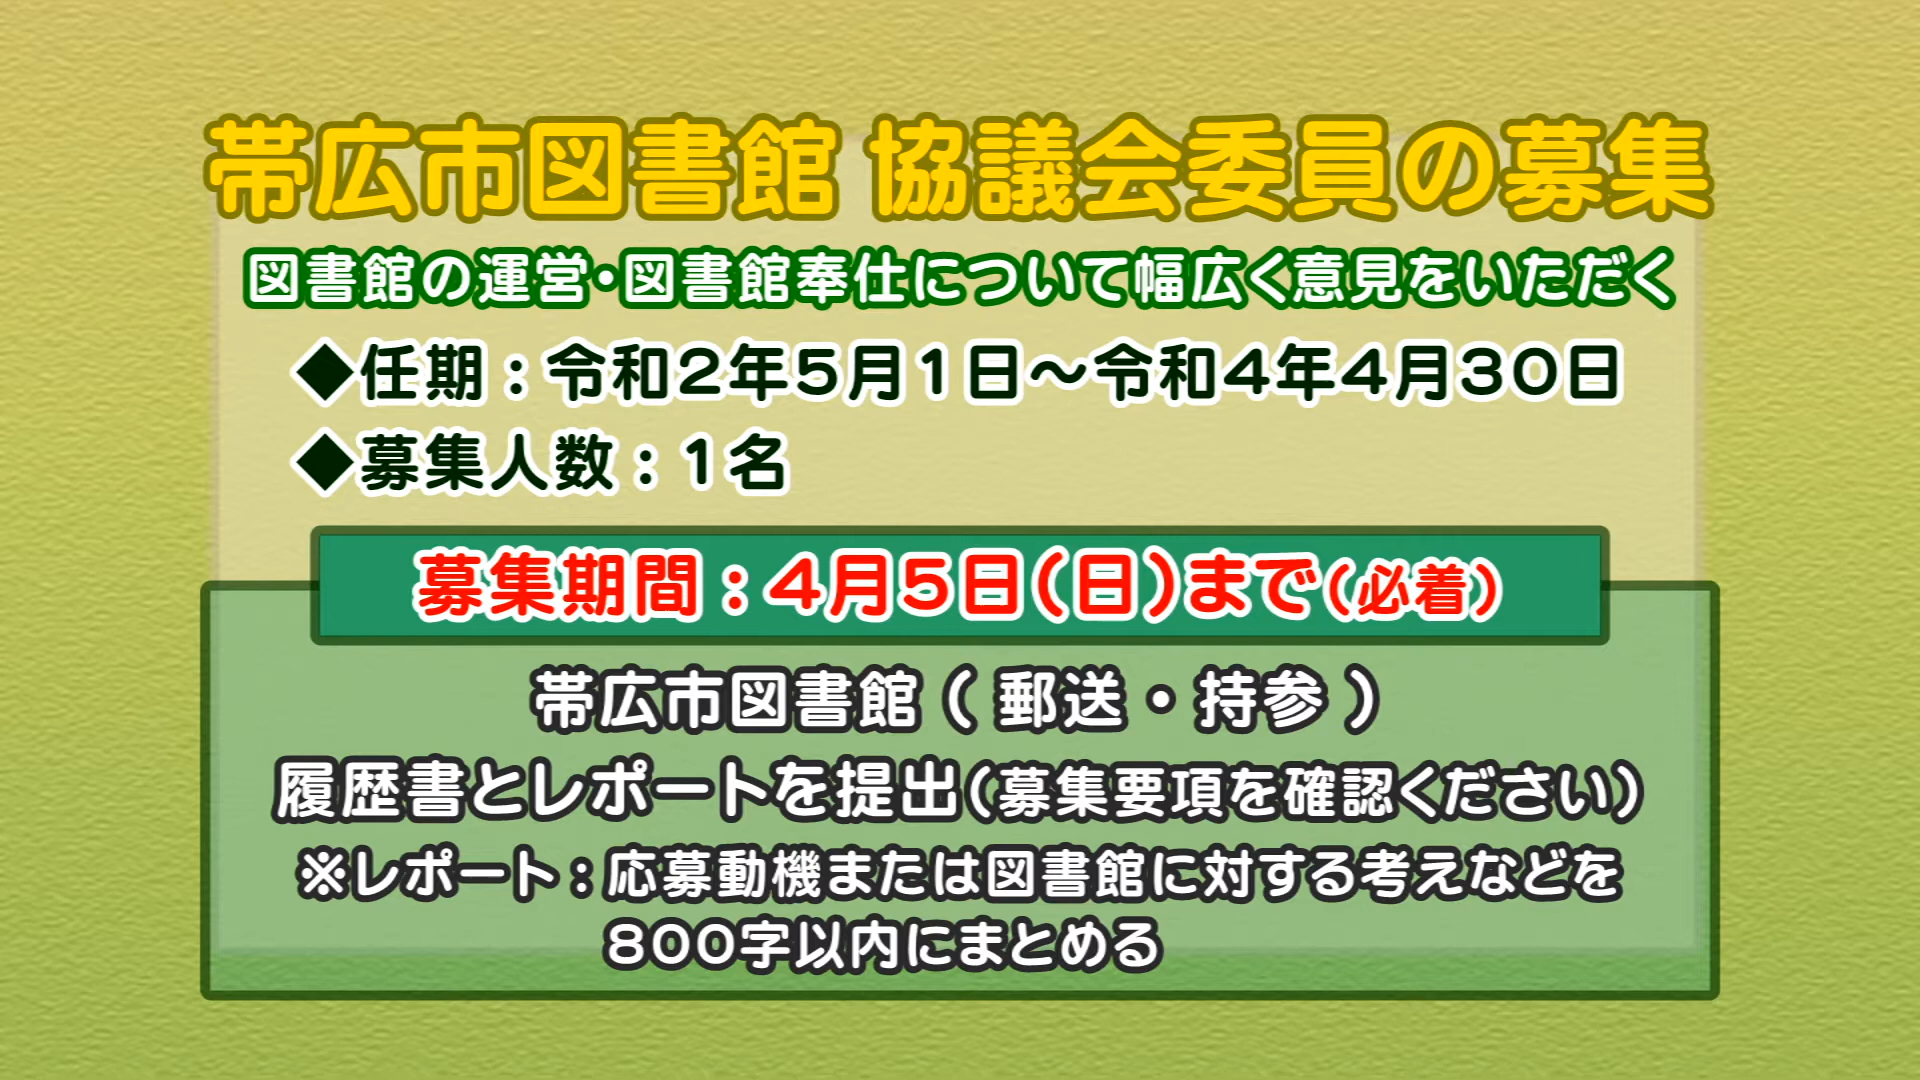 帯広市図書館 協議会委員の募集
図書館の運営・図書館奉仕について幅広く意見をいただく
◆任期：令和2年5月1日～令和4年4月30日
◆募集人数：1名
募集期間：4月5日(日)まで(必着)
帯広市図書館（ 郵送 ・ 持参 ）
履歴書とレポートを提出(募集要項を確認ください)
※レポート：応募動機または図書館に対する考えなどを
800字以内にまとめる